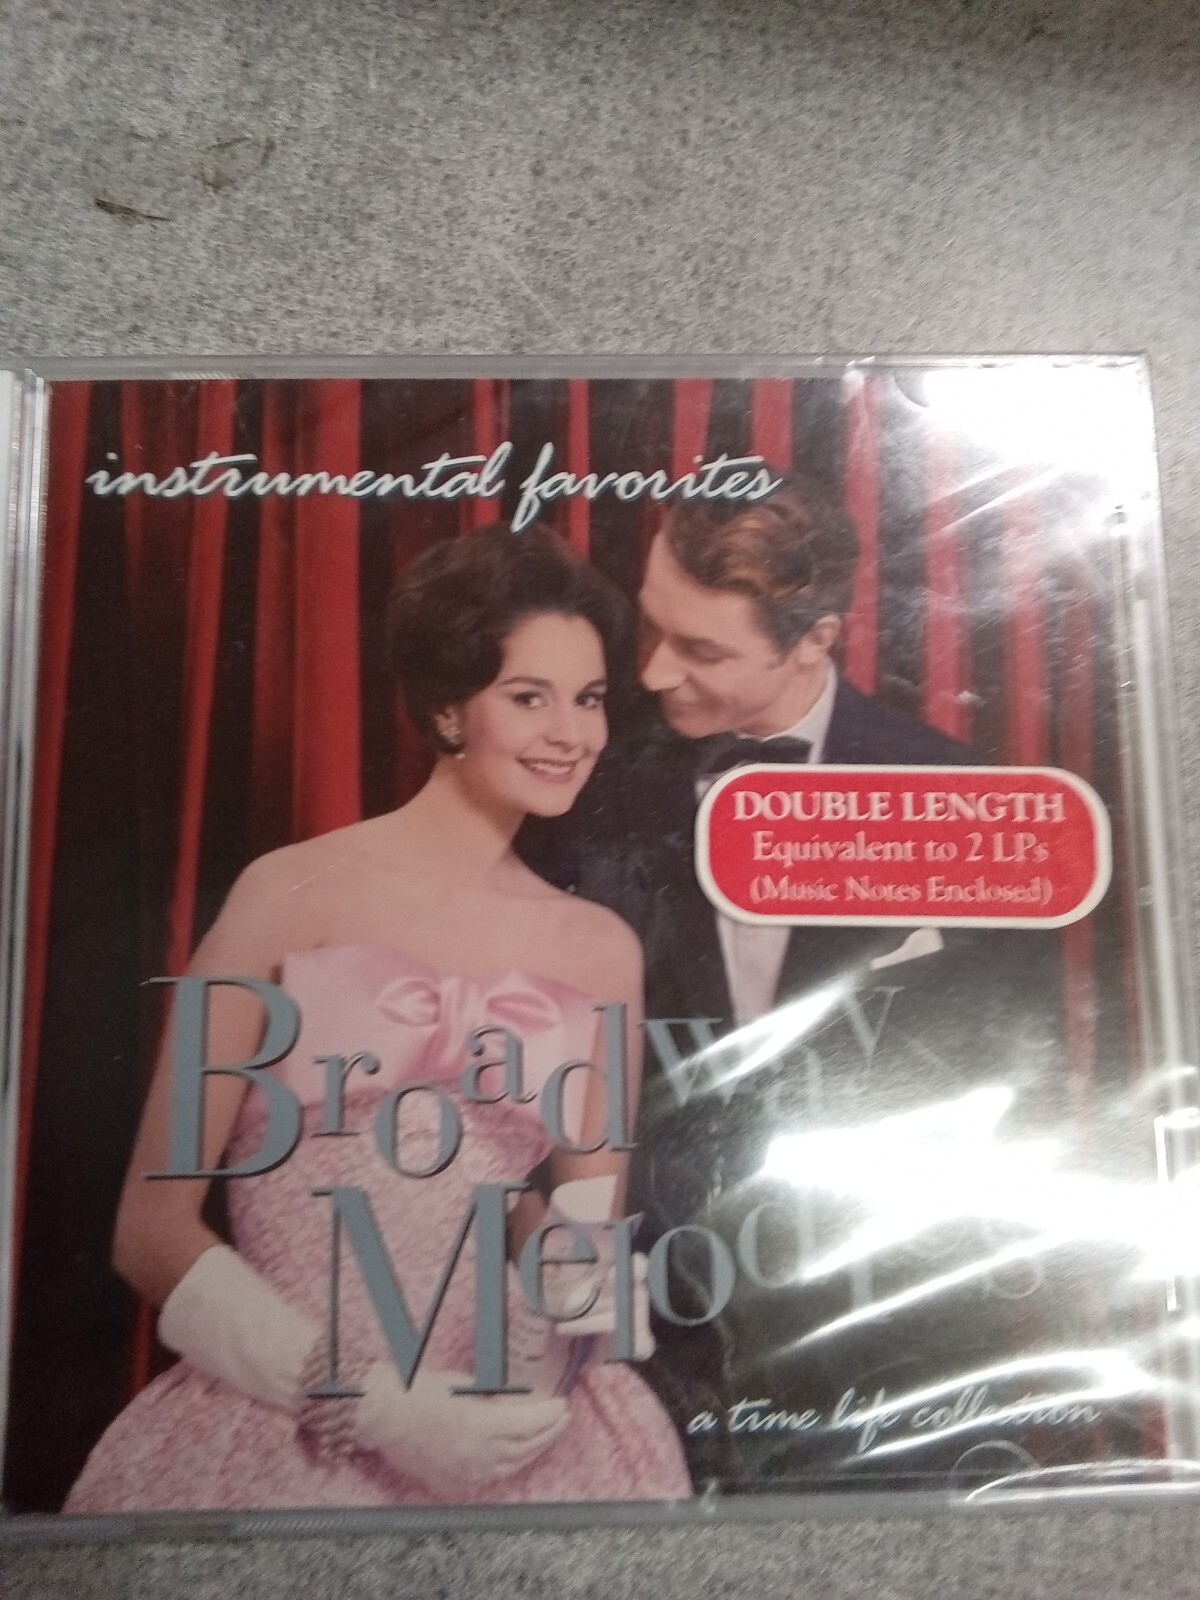 instrumental favorites
DOUBLE LENGTH
Equivalent to 2 LPs
(Music Notes Enclosed)
Broadway
Melodies
a time life collection